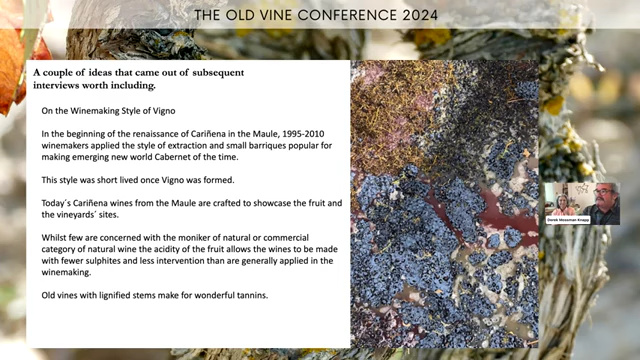 THE OLD VINE CONFERENCE 2024
A couple of ideas that came out of subsequent
interviews worth including.
On the Winemaking Style of Vigno
In the beginning of the renaissance of Cariñena in the Maule, 1995-2010
winemakers applied the style of extraction and small barriques popular for
making emerging new world Cabernet of the time.
This style was short lived once Vigno was formed.
Today´s Cariñena wines from the Maule are crafted to showcase the fruit and
the vineyards´ sites.
Whilst few are concerned with the moniker of natural or commercial
category of natural wine the acidity of the fruit allows the wines to be made
with fewer sulphites and less intervention than are generally applied in the
winemaking.
Old vines with lignified stems make for wonderful tannins.
Derek Mossman Knapp